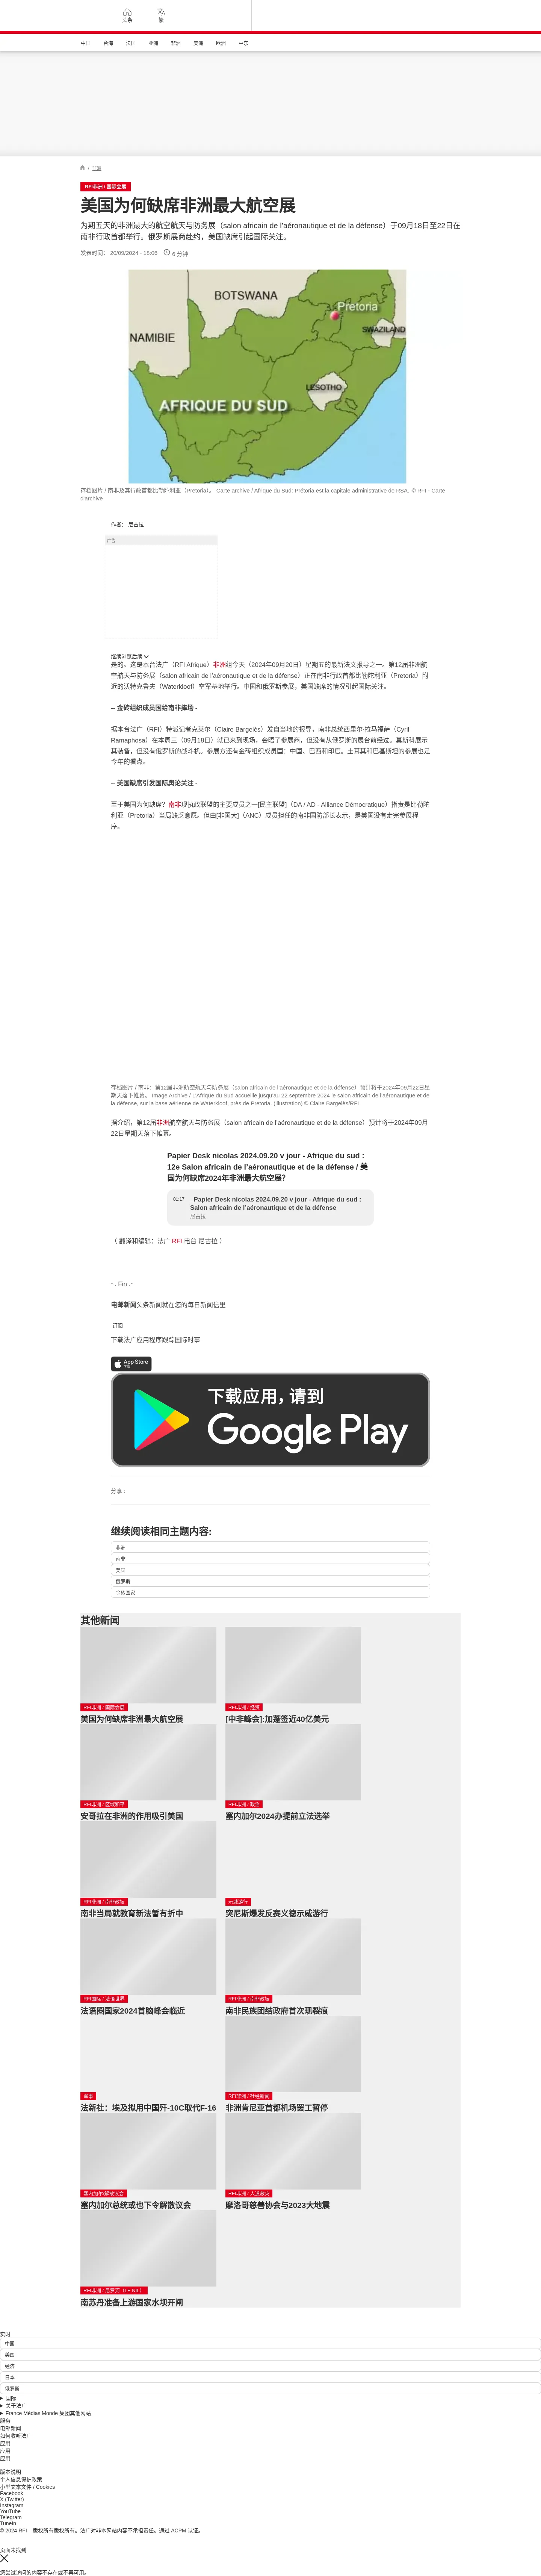 头条
繁
中国
台海
法国
亚洲
非洲
美洲
欧洲
中东
/ 非洲
RFI非洲 / 国际会展
美国为何缺席非洲最大航空展
为期五天的非洲最大的航空航天与防务展（salon africain de l’aéronautique et de la défense）于09月18日至22日在
南非行政首都举行。俄罗斯展商赴约，美国缺席引起国际关注。
发表时间： 20/09/2024 - 18:06
6 分钟
BOTSWANA
Pretoria
NAMIBIE
SWAZILAND
LESOTHO
AFRIQUE DU SUD
存档图片 / 南非及其行政首都比勒陀利亚（Pretoria）。 Carte archive / Afrique du Sud: Prétoria est la capitale administrative de RSA. © RFI - Carte
d'archive
作者： 尼古拉
广告
继续浏览后续
是的。这是本台法广（RFI Afrique）非洲组今天（2024年09月20日）星期五的最新法文报导之一。第12届非洲航
空航天与防务展（salon africain de l’aéronautique et de la défense）正在南非行政首都比勒陀利亚（Pretoria）附
近的沃特克鲁夫（Waterkloof）空军基地举行。中国和俄罗斯参展，美国缺席的情况引起国际关注。
-- 金砖组织成员国给南非捧场 -
据本台法广（RFI）特派记者克莱尔（Claire Bargelès）发自当地的报导，南非总统西里尔·拉马福萨（Cyril
Ramaphosa）在本周三（09月18日）就已来到现场，会晤了参展商，但没有从俄罗斯的展台前经过。莫斯科展示
其装备，但没有俄罗斯的战斗机。参展方还有金砖组织成员国：中国、巴西和印度。土耳其和巴基斯坦的参展也是
今年的看点。
-- 美国缺席引发国际舆论关注 -
至于美国为何缺席？南非现执政联盟的主要成员之一[民主联盟]（DA / AD - Alliance Démocratique）指责是比勒陀
利亚（Pretoria）当局缺乏意愿。但由[非国大]（ANC）成员担任的南非国防部长表示，是美国没有走完参展程
序。
存档图片 / 南非：第12届非洲航空航天与防务展（salon africain de l’aéronautique et de la défense）预计将于2024年09月22日星
期天落下帷幕。 Image Archive / L'Afrique du Sud accueille jusqu'au 22 septembre 2024 le salon africain de l'aéronautique et de
la défense, sur la base aérienne de Waterkloof, près de Pretoria. (illustration) © Claire Bargelès/RFI
据介绍，第12届非洲航空航天与防务展（salon africain de l’aéronautique et de la défense）预计将于2024年09月
22日星期天落下帷幕。
Papier Desk nicolas 2024.09.20 v jour - Afrique du sud :
12e Salon africain de l’aéronautique et de la défense / 美
国为何缺席2024年非洲最大航空展?
01:17
_Papier Desk nicolas 2024.09.20 v jour - Afrique du sud :
Salon africain de l’aéronautique et de la défense
尼古拉
（ 翻译和编辑：法广 RFI 电台 尼古拉 ）
~. Fin .~
电邮新闻头条新闻就在您的每日新闻信里
订阅
下载法广应用程序跟踪国际时事
App Store
下载
下载应用，请到
Google Play
分享 :
继续阅读相同主题内容:
非洲
南非
美国
俄罗斯
金砖国家
其他新闻
RFI非洲 / 国际会展
美国为何缺席非洲最大航空展
RFI非洲 / 经贸
[中非峰会]:加蓬签近40亿美元
RFI非洲 / 区域和平
安哥拉在非洲的作用吸引美国
RFI非洲 / 政治
塞内加尔2024办提前立法选举
RFI非洲 / 南非政坛
南非当局就教育新法暂有折中
示威游行
突尼斯爆发反赛义德示威游行
RFI国际 / 法语世界
法语圈国家2024首脑峰会临近
RFI非洲 / 南非政坛
南非民族团结政府首次现裂痕
军事
法新社：埃及拟用中国歼-10C取代F-16
RFI非洲 / 社经新闻
非洲肯尼亚首都机场罢工暂停
塞内加尔/解散议会
塞内加尔总统或也下令解散议会
RFI非洲 / 人道救灾
摩洛哥慈善协会与2023大地震
RFI非洲 / 尼罗河（LE NIL）
南苏丹准备上游国家水坝开闸
实时
中国
美国
经济
日本
俄罗斯
国际
关于法广
France Médias Monde 集团其他网站
服务
电邮新闻
如何收听法广
应用
应用
应用
版本说明
个人信息保护政策
小型文本文件 / Cookies
Facebook
X (Twitter)
Instagram
YouTube
Telegram
TuneIn
© 2024 RFI – 版权所有版权所有。法广对非本网站内容不承担责任。通过 ACPM 认证。
页面未找到
您尝试访问的内容不存在或不再可用。